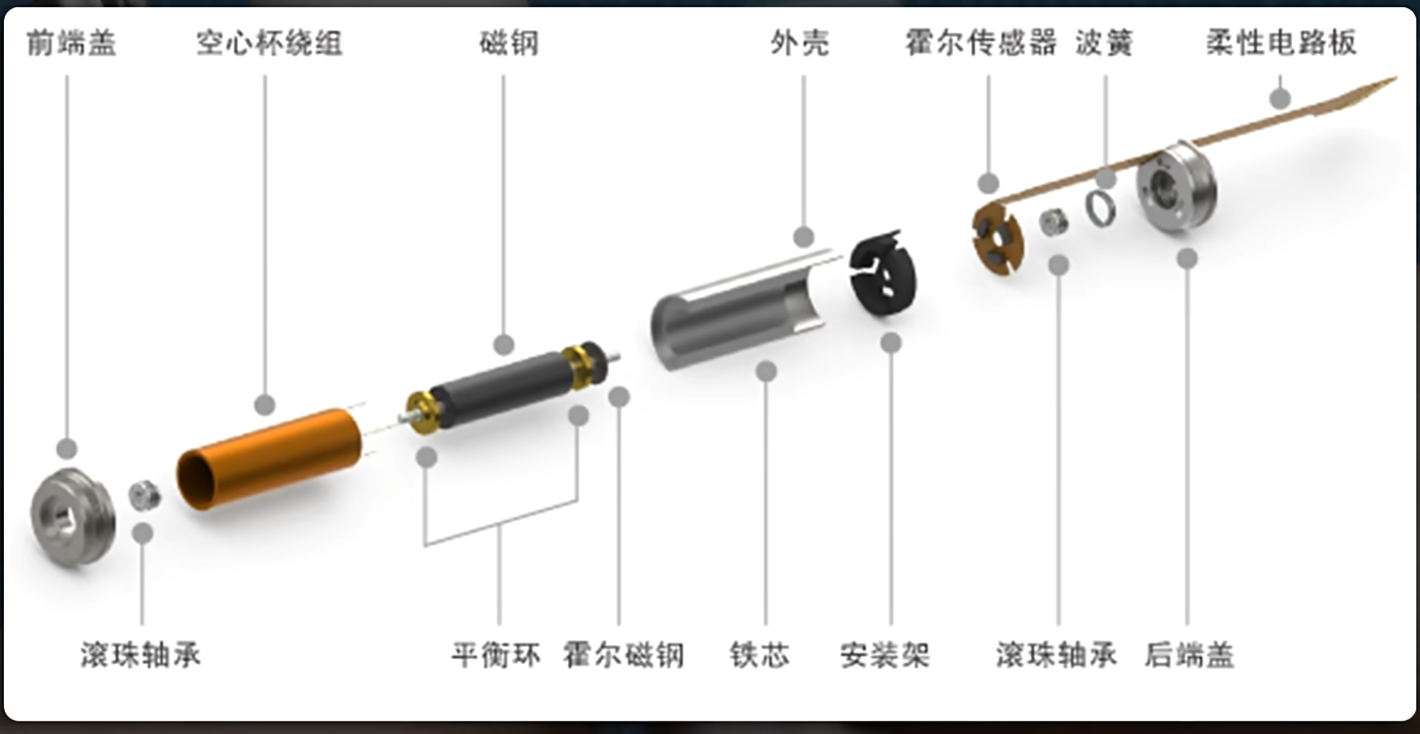 前端盖
空心杯绕组
磁钢
外壳
霍尔传感器
波簧
柔性电路板
滚珠轴承
平衡环
霍尔磁钢
铁芯
安装架
滚珠轴承
后端盖